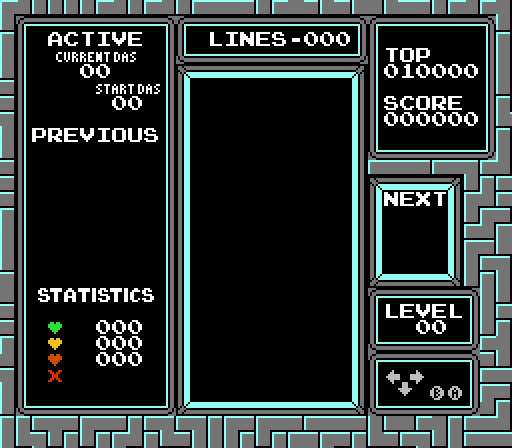 ACTIVE
CURRENT DAS
00
START DAS
00
PREVIOUS
STATISTICS
000
000
000
X
LINES-000
TOP
010000
SCORE
000000
NEXT
LEVEL
00
B A